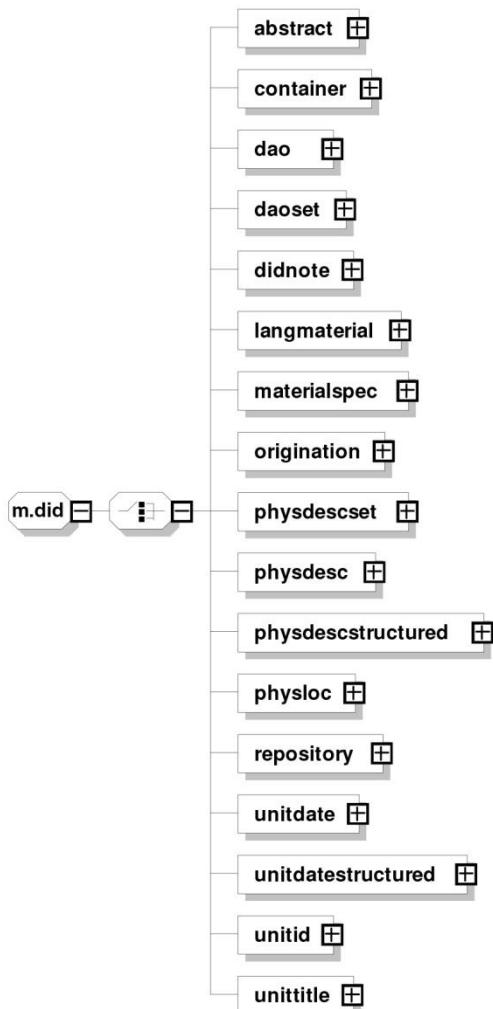 abstract
container
dao
daoset
didnote
langmaterial
materialspec
origination
m.did
physdescset
physdesc
physdescstructured
physloc
repository
unitdate
unitdatestructured
unitid
unittitle